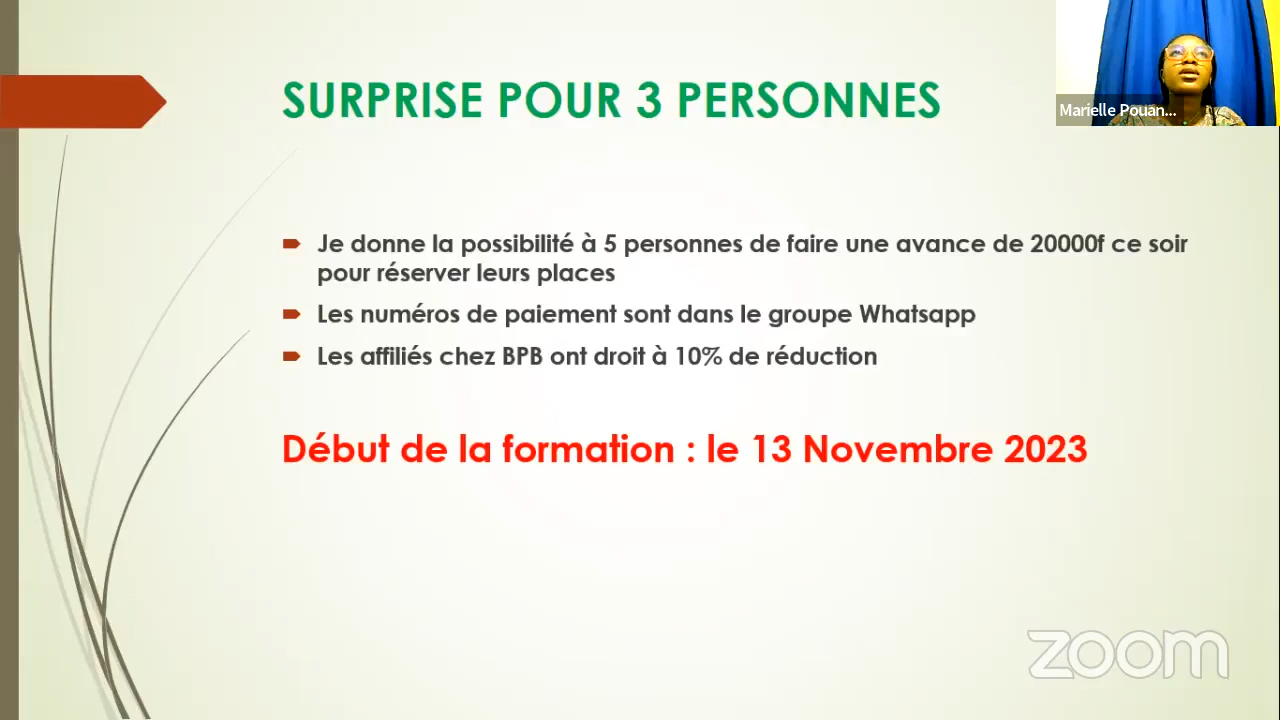 SURPRISE POUR 3 PERSONNES
Marielle Pouan...
Je donne la possibilité à 5 personnes de faire une avance de 20000f ce soir
pour réserver leurs places
Les numéros de paiement sont dans le groupe Whatsapp
Les affiliés chez BPB ont droit à 10% de réduction
Début de la formation : le 13 Novembre 2023
zoom